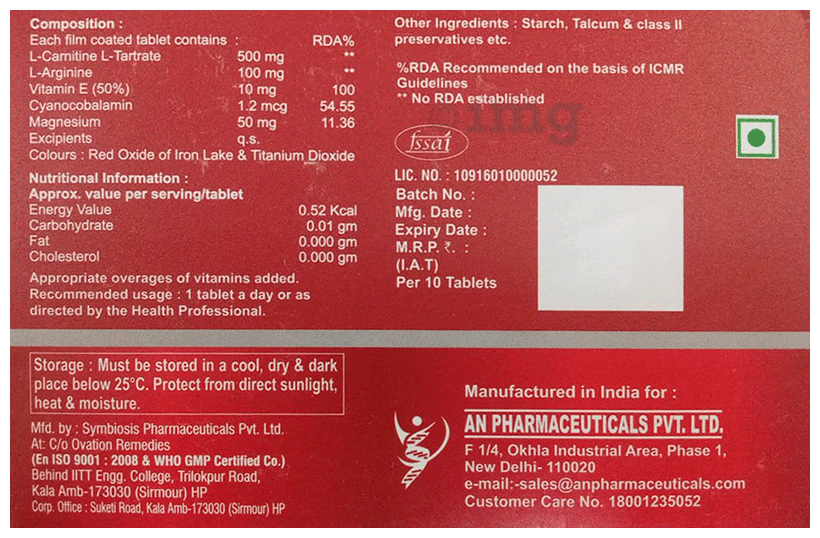 Composition :
Each film coated tablet contains : RDA%
L-Carnitine L-Tartrate 500 mg **
L-Arginine 100 mg **
Vitamin E (50%) 10 mg 100
Cyanocobalamin 1.2 mcg 54.55
Magnesium 50 mg 11.36
Excipients q.s.
Colours : Red Oxide of Iron Lake & Titanium Dioxide
Nutritional Information :
Approx. value per serving/tablet
Energy Value 0.52 Kcal
Carbohydrate 0.01 gm
Fat 0.000 gm
Cholesterol 0.000 gm
Appropriate overages of vitamins added.
Recommended usage : 1 tablet a day or as
directed by the Health Professional.
Other Ingredients : Starch, Talcum & class II
preservatives etc.
%RDA Recommended on the basis of ICMR
Guidelines
** No RDA established
1mg
fssai
LIC. NO. : 10916010000052
Batch No. :
Mfg. Date :
Expiry Date :
M.R.P. ₹. :
(I.A.T)
Per 10 Tablets
Storage : Must be stored in a cool, dry & dark
place below 25°C. Protect from direct sunlight,
heat & moisture.
Mfd. by : Symbiosis Pharmaceuticals Pvt. Ltd.
At: C/o Ovation Remedies
(En ISO 9001 : 2008 & WHO GMP Certified Co.)
Behind IITT Engg. College, Trilokpur Road,
Kala Amb-173030 (Sirmour) HP
Corp. Office : Suketi Road, Kala Amb-173030 (Sirmour) HP
Manufactured in India for :
AN PHARMACEUTICALS PVT. LTD.
F 1/4, Okhla Industrial Area, Phase 1,
New Delhi- 110020
e-mail:-sales@anpharmaceuticals.com
Customer Care No. 18001235052